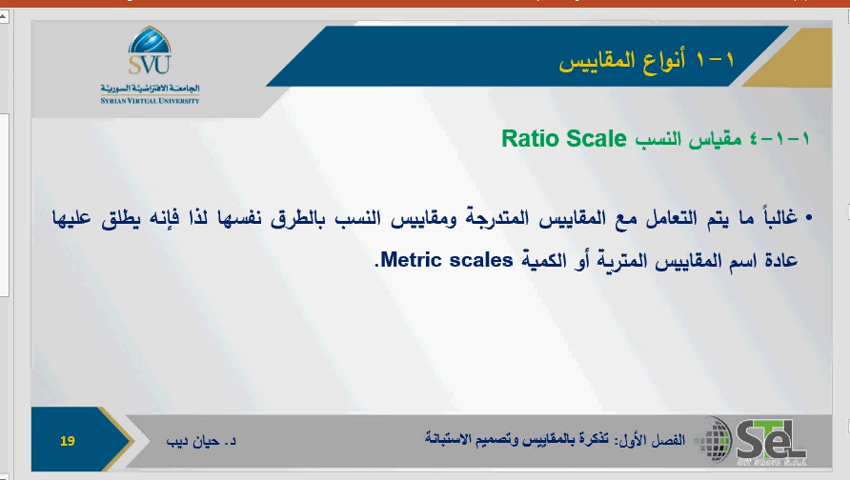 ١-١ أنواع المقاييس
SVU
الجامعة الافتراضية السورية
SYRIAN VIRTUAL UNIVERSITY
١-١-٤ مقياس النسب Ratio Scale
• غالباً ما يتم التعامل مع المقاييس المتدرجة ومقاييس النسب بالطرق نفسها لذا فإنه يطلق عليها
عادة اسم المقاييس المترية أو الكمية Metric scales.
الفصل الأول: تذكرة بالمقاييس وتصميم الاستبانة
د. حيان ديب
19
STeL